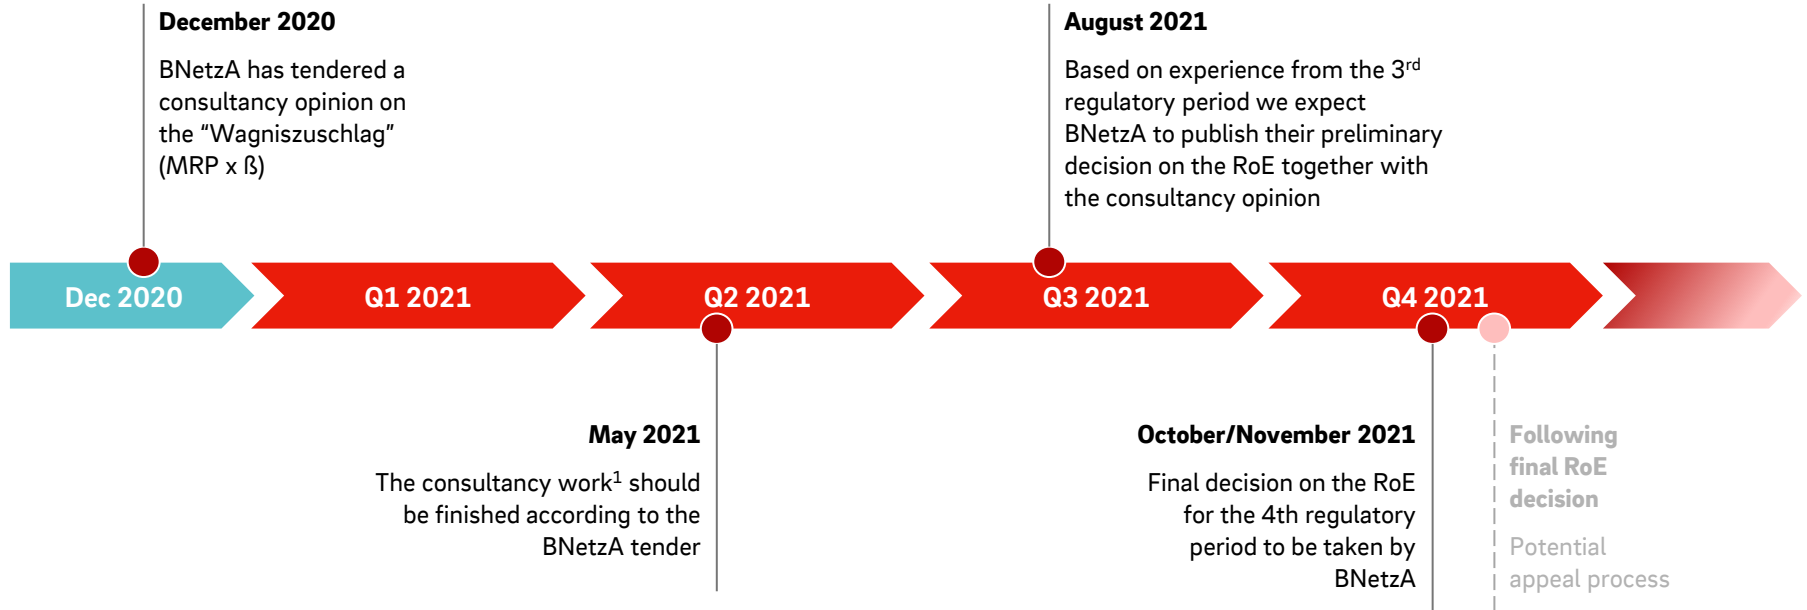 December 2020
BNetzA has tendered a
consultancy opinion on
the “Wagniszuschlag”
(MRP x ß)
August 2021
Based on experience from the 3rd
regulatory period we expect
BNetzA to publish their preliminary
decision on the RoE together with
the consultancy opinion
Dec 2020
Q1 2021
Q2 2021
Q3 2021
Q4 2021
May 2021
The consultancy work1 should
be finished according to the
BNetzA tender
October/November 2021
Final decision on the RoE
for the 4th regulatory
period to be taken by
BNetzA
Following
final RoE
decision
Potential
appeal process